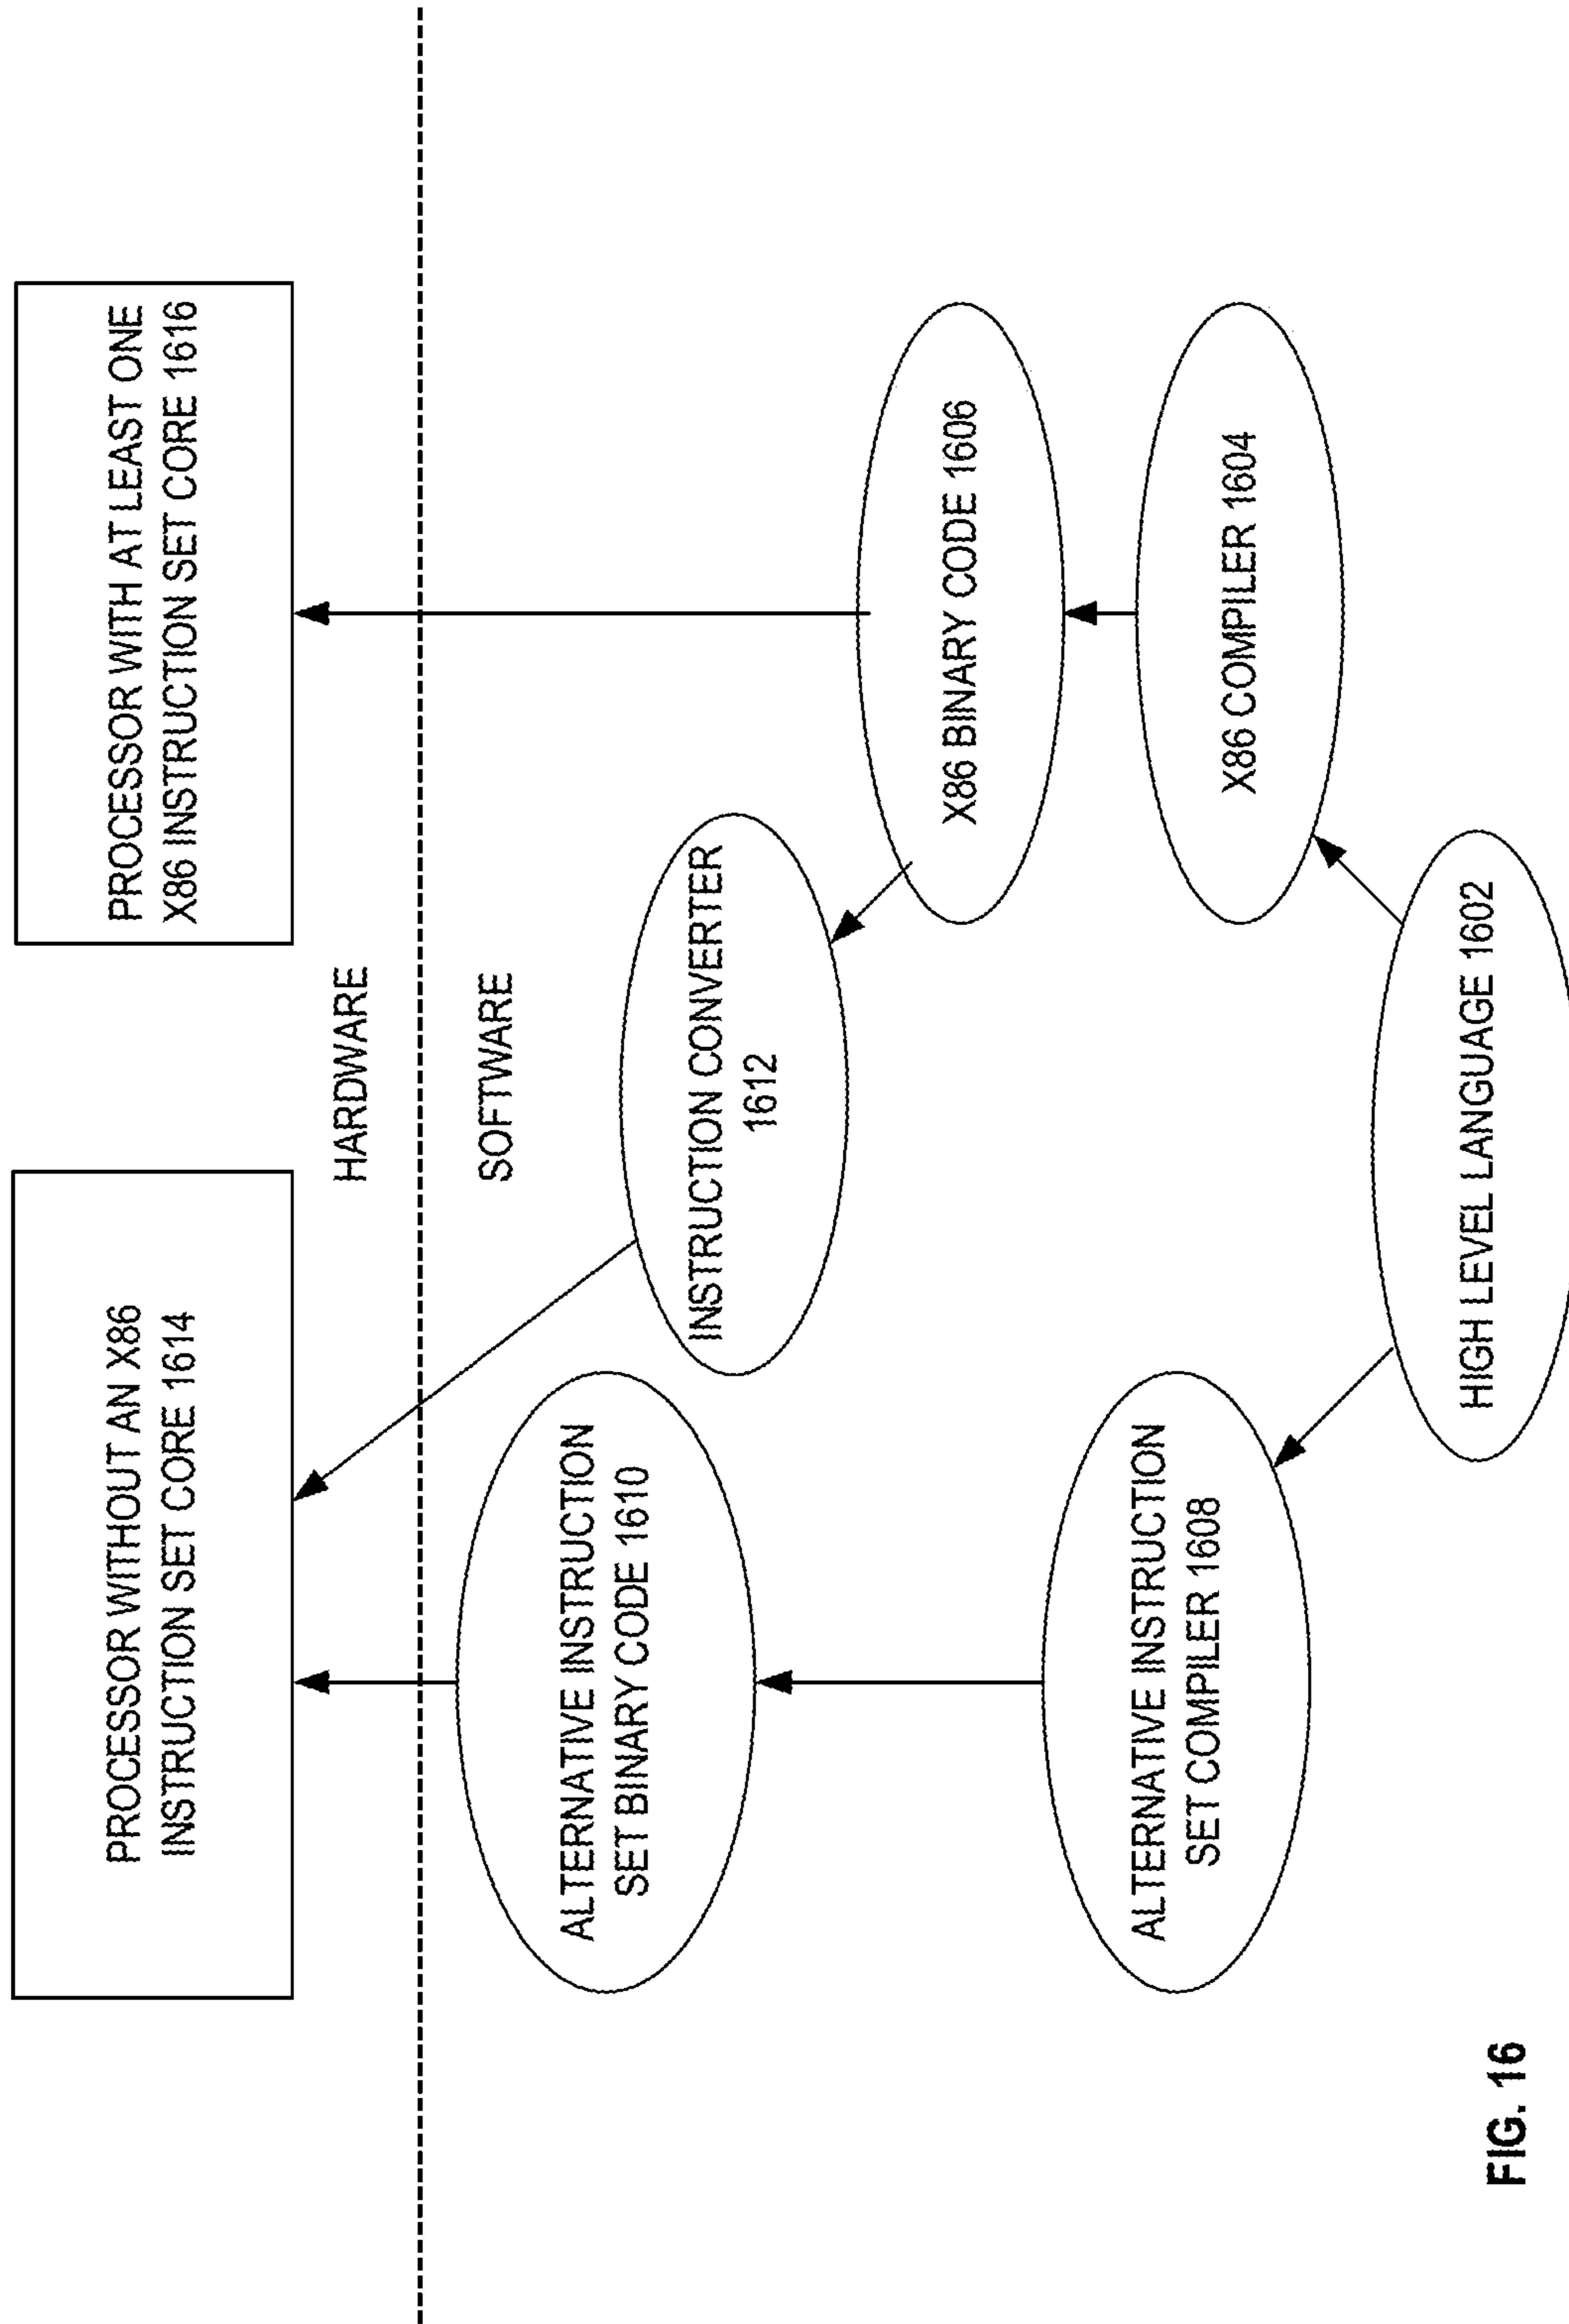 PROCESSOR WITHOUT AN X86
INSTRUCTION SET CORE 1614
PROCESSOR WITH AT LEAST ONE
X86 INSTRUCTION SET CORE 1616
HARDWARE
SOFTWARE
ALTERNATIVE INSTRUCTION
SET BINARY CODE 1610
INSTRUCTION CONVERTER
1612
X86 BINARY CODE 1606
ALTERNATIVE INSTRUCTION
SET COMPILER 1608
X86 COMPILER 1604
HIGH LEVEL LANGUAGE 1602
FIG. 16